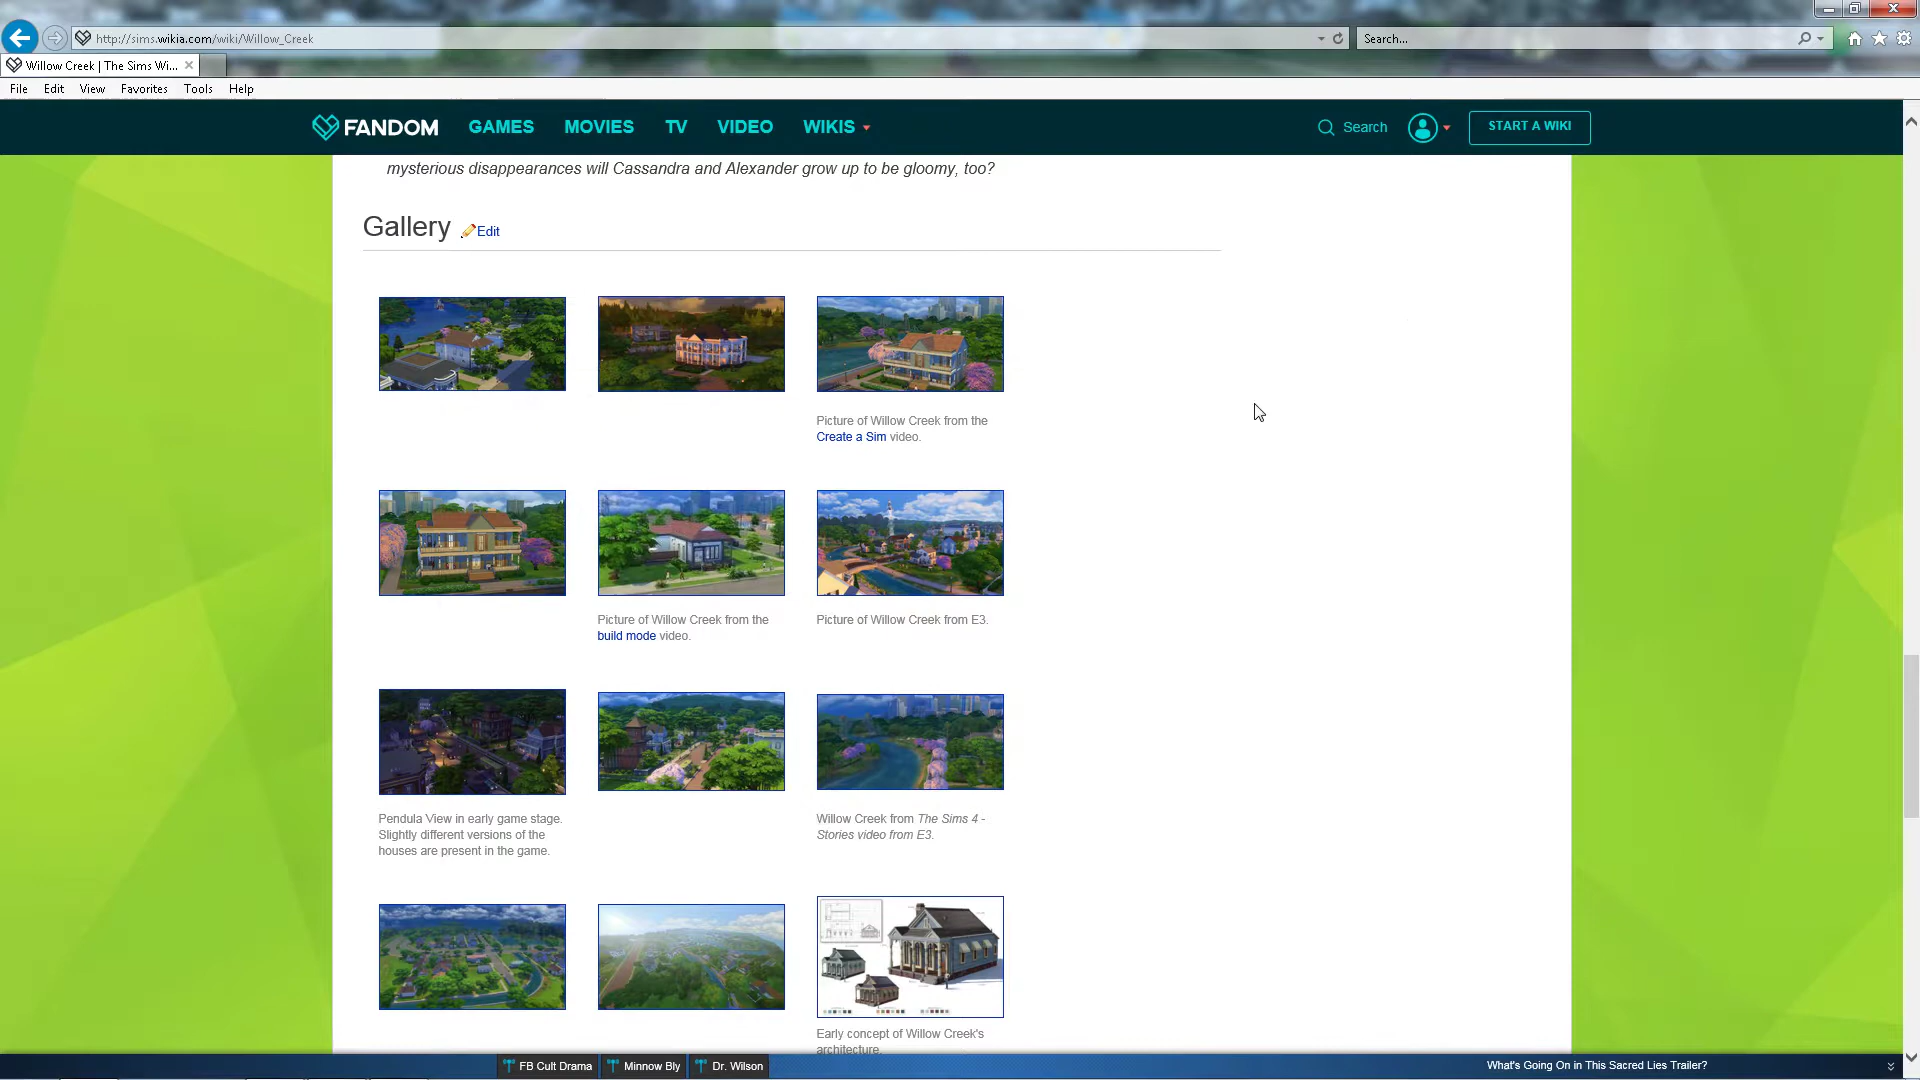 http://sims.wikia.com/wiki/Willow_Creek
Search...
Willow Creek | The Sims Wi...
File Edit View Favorites Tools Help
FANDOM GAMES MOVIES TV VIDEO WIKIS Search START A WIKI
mysterious disappearances will Cassandra and Alexander grow up to be gloomy, too?
Gallery Edit
Picture of Willow Creek from the
Create a Sim video.
Picture of Willow Creek from the
build mode video.
Picture of Willow Creek from E3.
Pendula View in early game stage.
Slightly different versions of the
houses are present in the game.
Willow Creek from The Sims 4 -
Stories video from E3.
Early concept of Willow Creek's
architecture.
FB Cult Drama Minnow Bly Dr. Wilson What's Going On in This Sacred Lies Trailer?